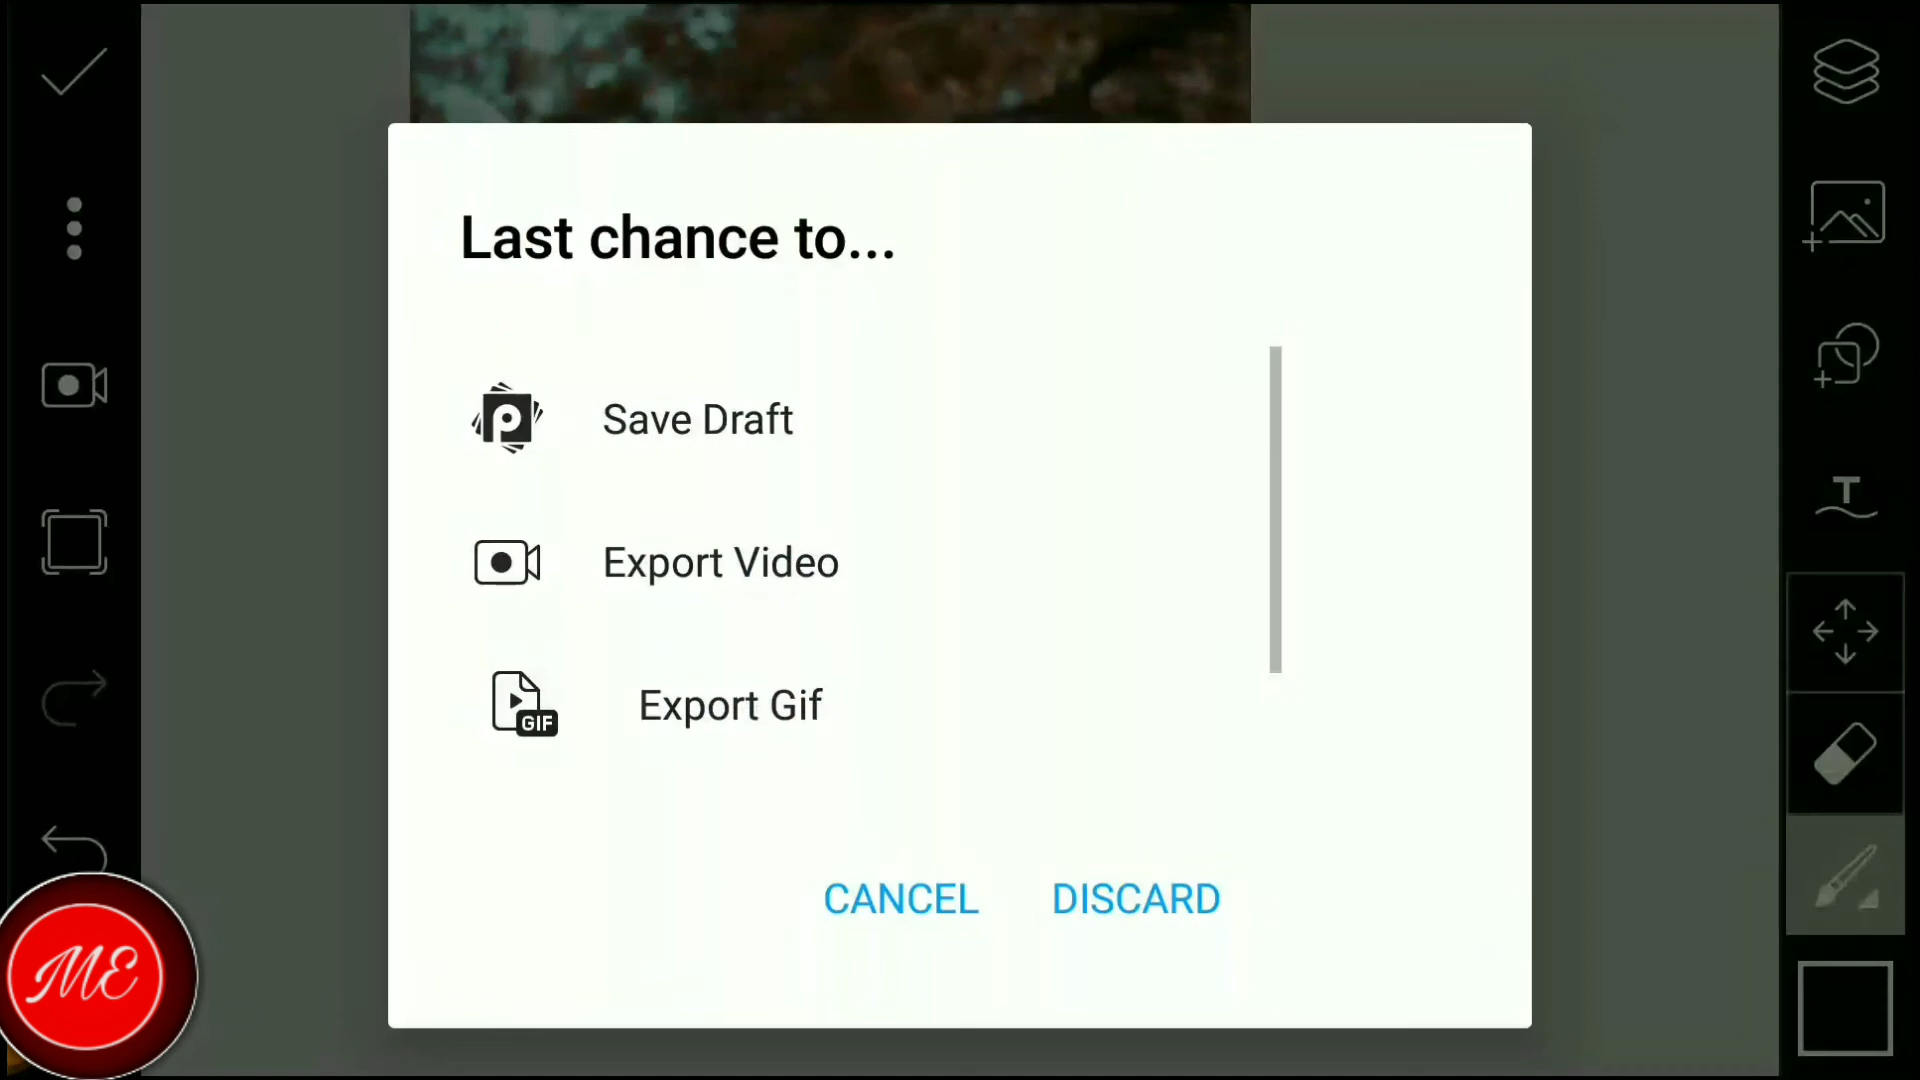 Last chance to...
Save Draft
Export Video
GIF Export Gif
CANCEL DISCARD
T
ME